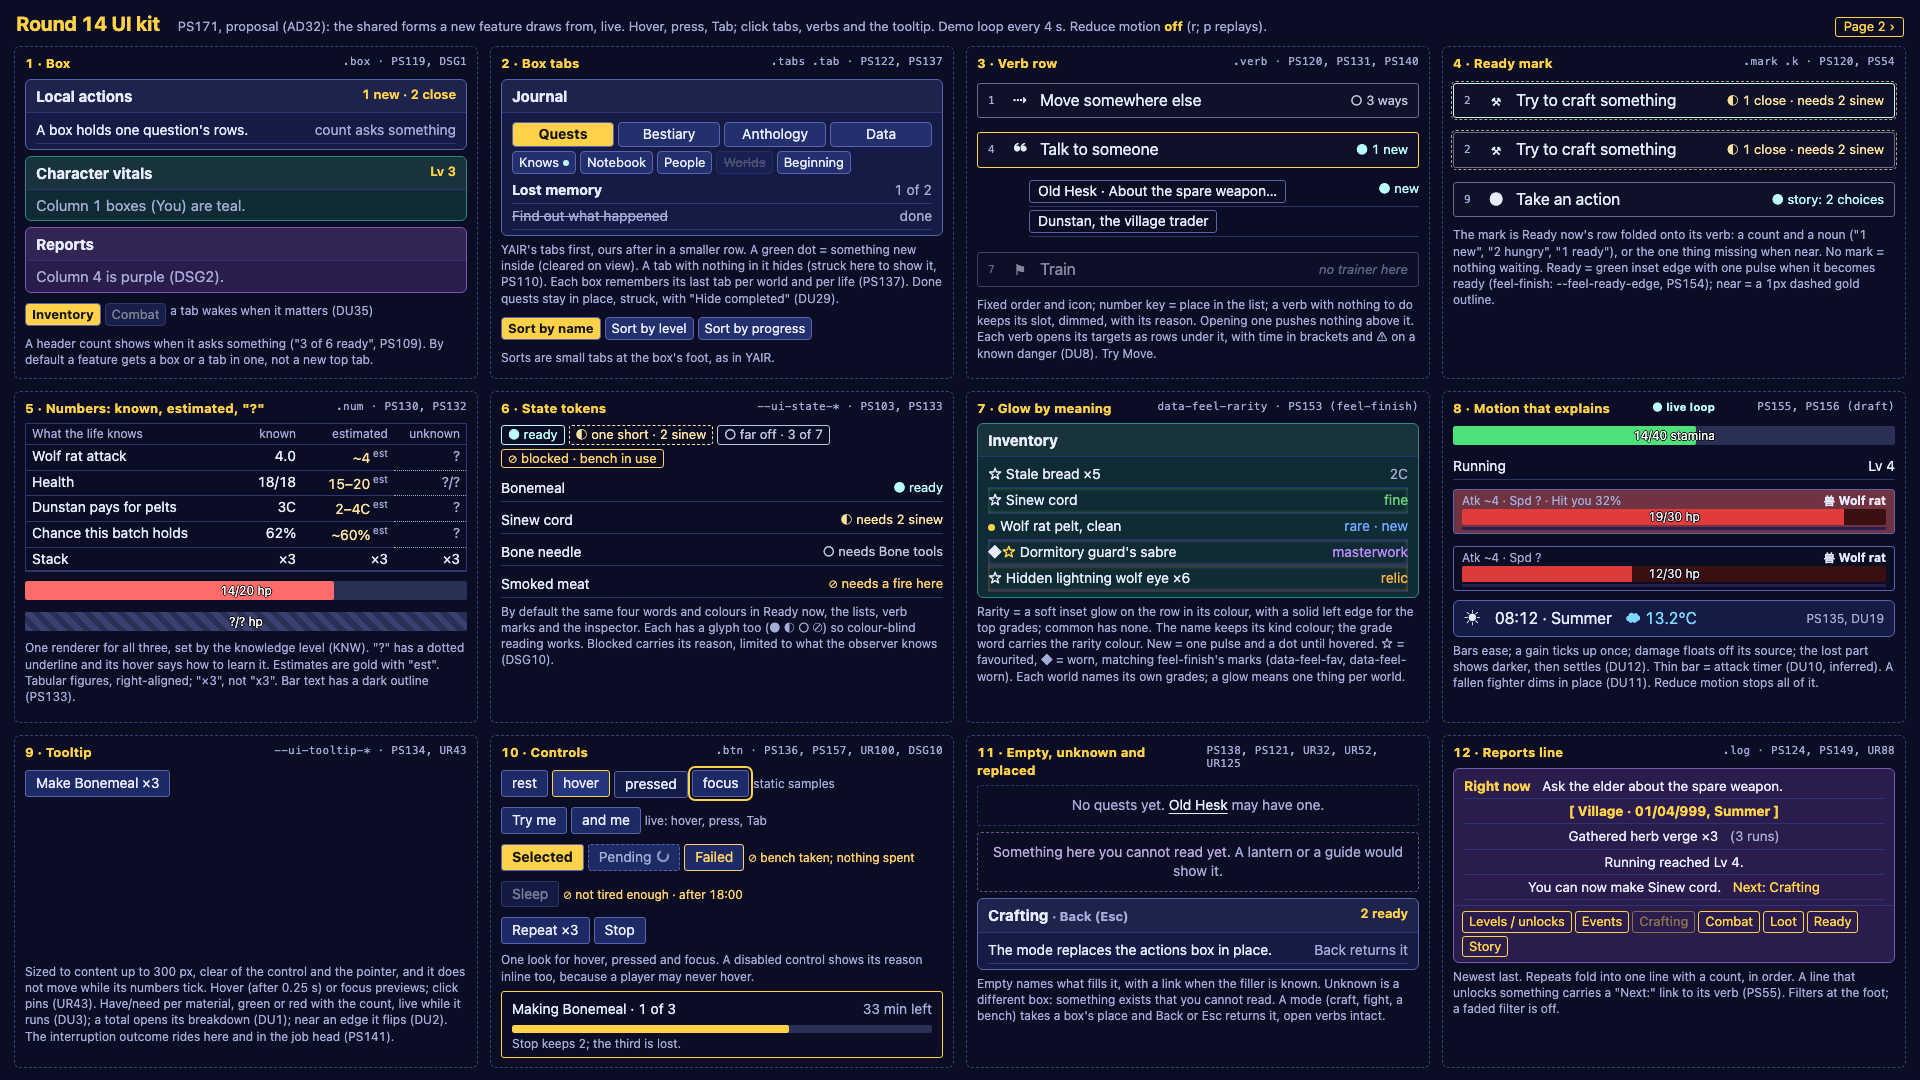 Round 14 UI kit
PS171, proposal (AD32): the shared forms a new feature draws from, live. Hover, press, Tab; click tabs, verbs and the tooltip. Demo loop every 4 s. Reduce motion off (r; p replays).
Page 2 ›
1 · Box
.box · PS119, DSG1
Local actions
1 new · 2 close
A box holds one question's rows.
count asks something
Character vitals
Lv 3
Column 1 boxes (You) are teal.
Reports
Column 4 is purple (DSG2).
Inventory
Combat
a tab wakes when it matters (DU35)
A header count shows when it asks something ("3 of 6 ready", PS109). By
default a feature gets a box or a tab in one, not a new top tab.
2 · Box tabs
.tabs .tab · PS122, PS137
Journal
Quests
Bestiary
Anthology
Data
Knows
Notebook
People
Worlds
Beginning
Lost memory
1 of 2
Find out what happened
done
YAIR's tabs first, ours after in a smaller row. A green dot = something new
inside (cleared on view). A tab with nothing in it hides (struck here to show it,
PS110). Each box remembers its last tab per world and per life (PS137). Done
quests stay in place, struck, with "Hide completed" (DU29).
Sort by name
Sort by level
Sort by progress
Sorts are small tabs at the box's foot, as in YAIR.
3 · Verb row
.verb · PS120, PS131, PS140
1
Move somewhere else
3 ways
4
Talk to someone
1 new
Old Hesk · About the spare weapon…
new
Dunstan, the village trader
7
Train
no trainer here
Fixed order and icon; number key = place in the list; a verb with nothing to do
keeps its slot, dimmed, with its reason. Opening one pushes nothing above it.
Each verb opens its targets as rows under it, with time in brackets and ⚠ on a
known danger (DU8). Try Move.
4 · Ready mark
.mark .k · PS120, PS54
2
Try to craft something
1 close · needs 2 sinew
2
Try to craft something
1 close · needs 2 sinew
9
Take an action
story: 2 choices
The mark is Ready now's row folded onto its verb: a count and a noun ("1
new", "2 hungry", "1 ready"), or the one thing missing when near. No mark =
nothing waiting. Ready = green inset edge with one pulse when it becomes
ready (feel-finish: --feel-ready-edge, PS154); near = a 1px dashed gold
outline.
5 · Numbers: known, estimated, "?"
.num · PS130, PS132
What the life knows known estimated unknown
Wolf rat attack 4.0 ~4 est ?
Health 18/18 15–20 est ?/?
Dunstan pays for pelts 3C 2–4C est ?
Chance this batch holds 62% ~60% est ?
Stack ×3 ×3 ×3
14/20 hp
?/? hp
One renderer for all three, set by the knowledge level (KNW). "?" has a dotted
underline and its hover says how to learn it. Estimates are gold with "est".
Tabular figures, right-aligned; "×3", not "x3". Bar text has a dark outline
(PS133).
6 · State tokens
--ui-state-* · PS103, PS133
ready
one short · 2 sinew
far off · 3 of 7
⊘ blocked · bench in use
Bonemeal
ready
Sinew cord
needs 2 sinew
Bone needle
needs Bone tools
Smoked meat
⊘ needs a fire here
By default the same four words and colours in Ready now, the lists, verb
marks and the inspector. Each has a glyph too (● ◐ ○ ⊘) so colour-blind
reading works. Blocked carries its reason, limited to what the observer knows
(DSG10).
7 · Glow by meaning
data-feel-rarity · PS153 (feel-finish)
Inventory
☆ Stale bread ×5
2C
☆ Sinew cord
fine
Wolf rat pelt, clean
rare · new
◆☆ Dormitory guard's sabre
masterwork
☆ Hidden lightning wolf eye ×6
relic
Rarity = a soft inset glow on the row in its colour, with a solid left edge for the
top grades; common has none. The name keeps its kind colour; the grade
word carries the rarity colour. New = one pulse and a dot until hovered. ☆ =
favourited, ◆ = worn, matching feel-finish's marks (data-feel-fav, data-feel-
worn). Each world names its own grades; a glow means one thing per world.
8 · Motion that explains
live loop
PS155, PS156 (draft)
14/40 stamina
Running
Lv 4
Atk ~4 · Spd ? · Hit you 32%
Wolf rat
19/30 hp
Atk ~4 · Spd ?
Wolf rat
12/30 hp
08:12 · Summer
13.2°C
PS135, DU19
Bars ease; a gain ticks up once; damage floats off its source; the lost part
shows darker, then settles (DU12). Thin bar = attack timer (DU10, inferred). A
fallen fighter dims in place (DU11). Reduce motion stops all of it.
9 · Tooltip
--ui-tooltip-* · PS134, UR43
Make Bonemeal ×3
Sized to content up to 300 px, clear of the control and the pointer, and it does
not move while its numbers tick. Hover (after 0.25 s) or focus previews; click
pins (UR43). Have/need per material, green or red with the count, live while it
runs (DU3); a total opens its breakdown (DU1); near an edge it flips (DU2).
The interruption outcome rides here and in the job head (PS141).
10 · Controls
.btn · PS136, PS157, UR100, DSG10
rest
hover
pressed
focus
static samples
Try me
and me
live: hover, press, Tab
Selected
Pending
Failed
⊘ bench taken; nothing spent
Sleep
⊘ not tired enough · after 18:00
Repeat ×3
Stop
One look for hover, pressed and focus. A disabled control shows its reason
inline too, because a player may never hover.
Making Bonemeal · 1 of 3
33 min left
Stop keeps 2; the third is lost.
11 · Empty, unknown and
replaced
PS138, PS121, UR32, UR52,
UR125
No quests yet. Old Hesk may have one.
Something here you cannot read yet. A lantern or a guide would
show it.
Crafting · Back (Esc)
2 ready
The mode replaces the actions box in place.
Back returns it
Empty names what fills it, with a link when the filler is known. Unknown is a
different box: something exists that you cannot read. A mode (craft, fight, a
bench) takes a box's place and Back or Esc returns it, open verbs intact.
12 · Reports line
.log · PS124, PS149, UR88
Right now Ask the elder about the spare weapon.
[ Village · 01/04/999, Summer ]
Gathered herb verge ×3 (3 runs)
Running reached Lv 4.
You can now make Sinew cord. Next: Crafting
Levels / unlocks
Events
Crafting
Combat
Loot
Ready
Story
Newest last. Repeats fold into one line with a count, in order. A line that
unlocks something carries a "Next:" link to its verb (PS55). Filters at the foot;
a faded filter is off.